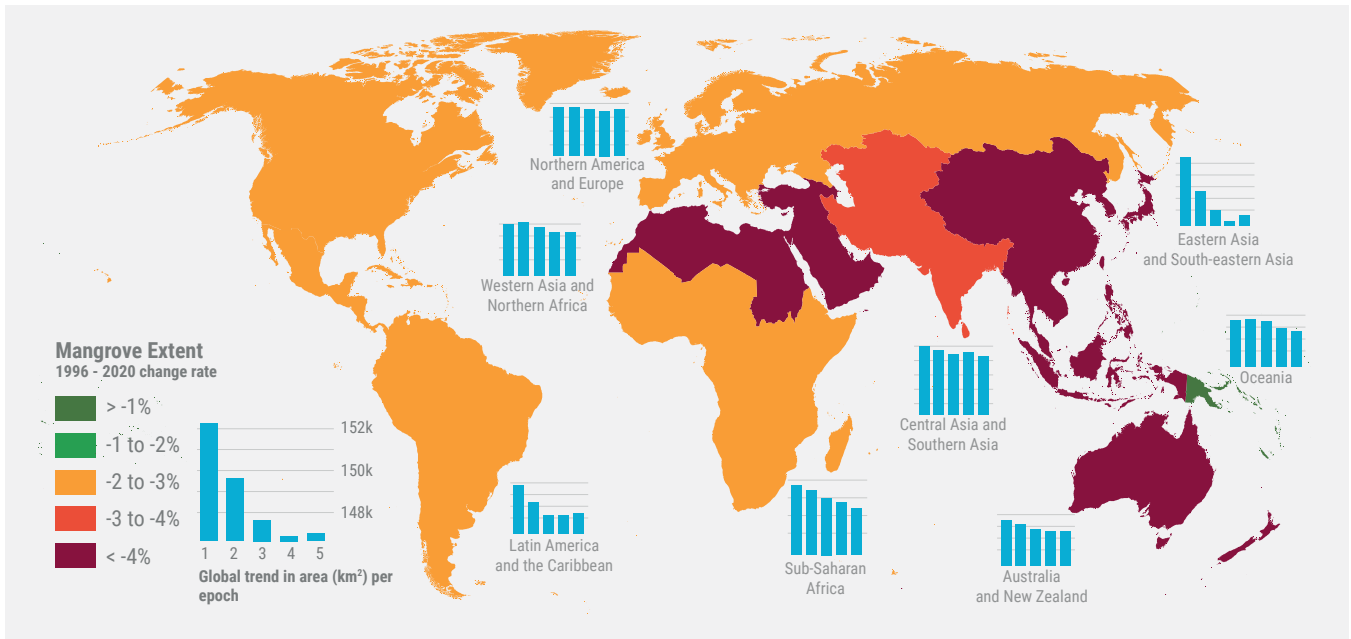 Northern America
and Europe
Western Asia and
Northern Africa
Eastern Asia
and South-eastern Asia
Oceania
Central Asia and
Southern Asia
Latin America
and the Caribbean
Sub-Saharan
Africa
Australia
and New Zealand
Mangrove Extent
1996 - 2020 change rate
> -1%
-1 to -2%
-2 to -3%
-3 to -4%
< -4%
152k
150k
148k
1 2 3 4 5
Global trend in area (km²) per
epoch